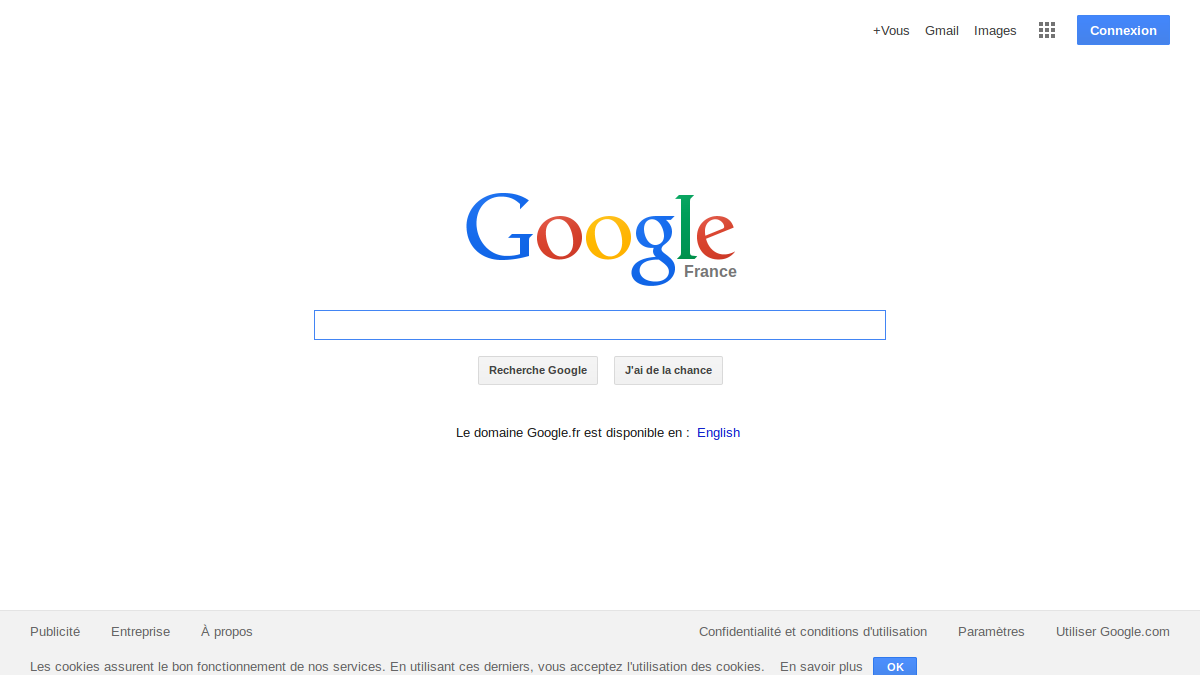 +Vous Gmail Images Connexion
Google
France
Recherche Google J'ai de la chance
Le domaine Google.fr est disponible en : English
Publicité Entreprise À propos Confidentialité et conditions d'utilisation Paramètres Utiliser Google.com
Les cookies assurent le bon fonctionnement de nos services. En utilisant ces derniers, vous acceptez l'utilisation des cookies. En savoir plus OK